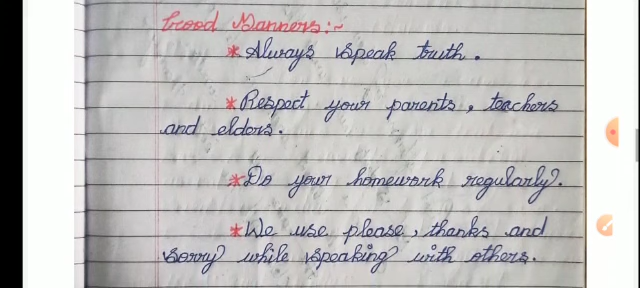 Good Manners:-
* Always speak truth.
* Respect your parents, teachers
and elders.
* Do your homework regularly.
* We use please, thanks and
sorry while speaking with others.